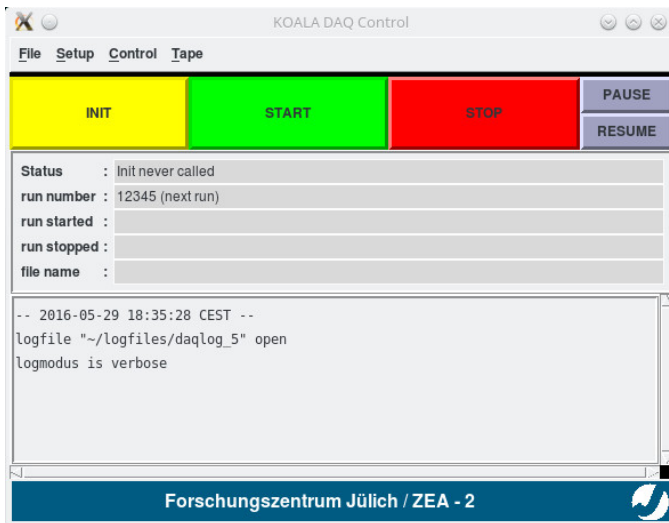 KOALA DAQ Control
File Setup Control Tape
INIT START STOP PAUSE
RESUME
Status : Init never called
run number : 12345 (next run)
run started :
run stopped :
file name :
-- 2016-05-29 18:35:28 CEST --
logfile "~/logfiles/daqlog_5" open
logmodus is verbose
Forschungszentrum Jülich / ZEA - 2